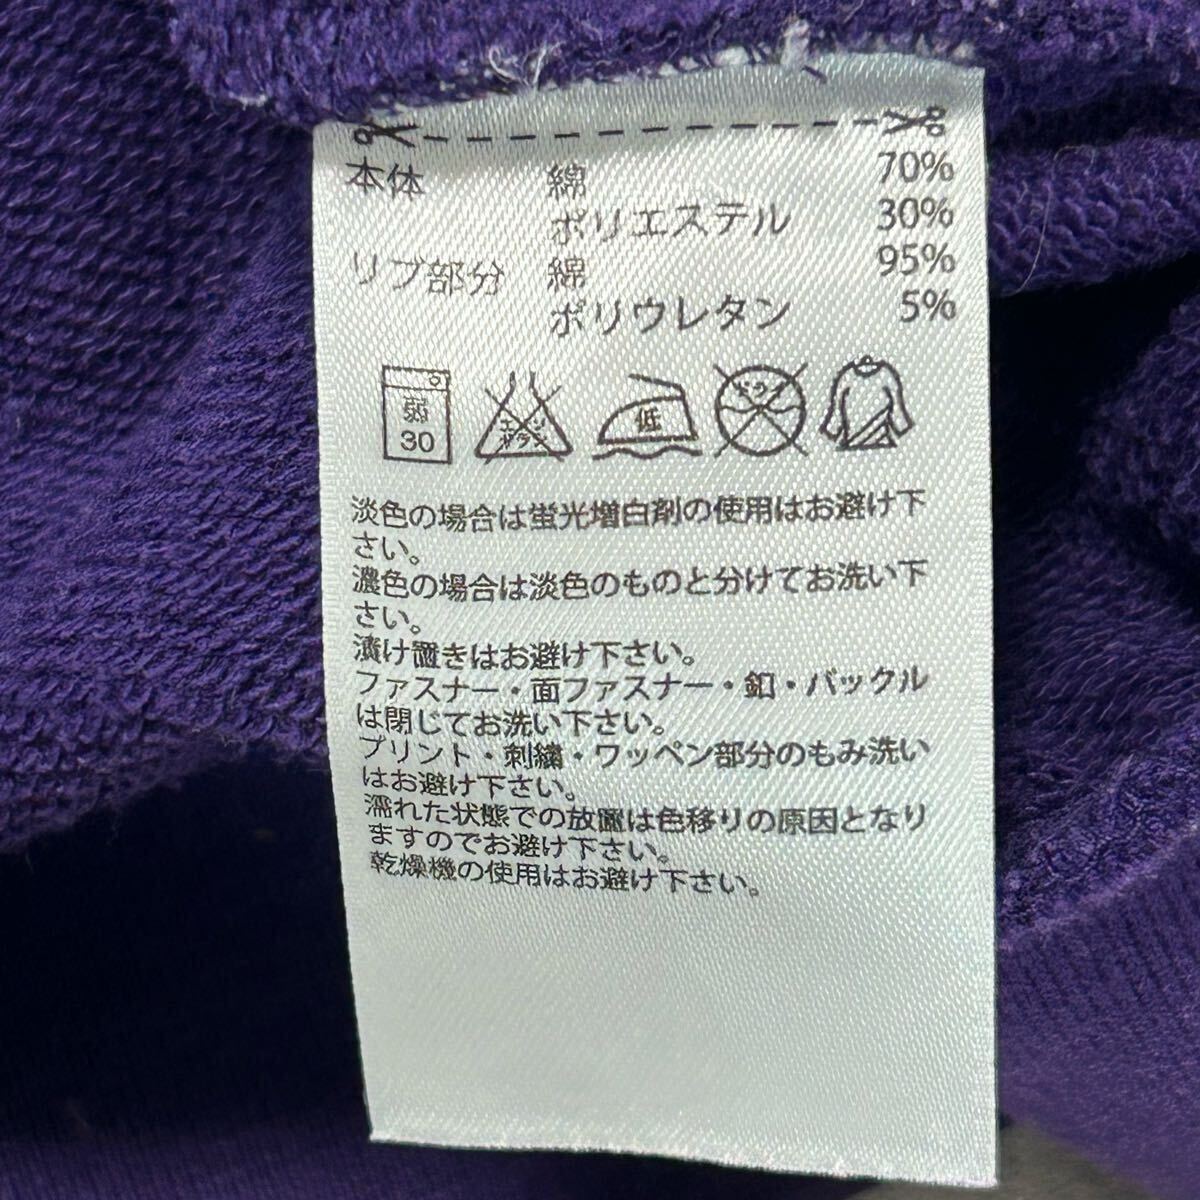 本体 綿 70%
ポリエステル 30%
リブ部分 綿 95%
ポリウレタン 5%
弱 エンソ 低 ドライ
30 サラシ
淡色の場合は蛍光増白剤の使用はお避け下
さい。
濃色の場合は淡色のものと分けてお洗い下
さい。
漬け置きはお避け下さい。
ファスナー・面ファスナー・釦・バックル
は閉じてお洗い下さい。
プリント・刺繍・ワッペン部分のもみ洗い
はお避け下さい。
濡れた状態での放置は色移りの原因となり
ますのでお避け下さい。
乾燥機の使用はお避け下さい。